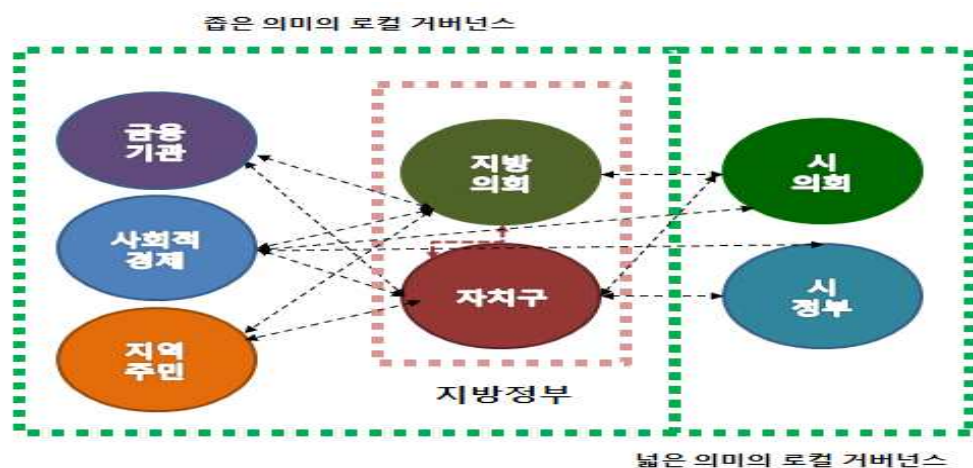 좁은 의미의 로컬 거버넌스
금융
기관
지방
의회
시
의회
사회적
경제
자치구
시
정부
지역
주민
지방정부
넓은 의미의 로컬 거버넌스